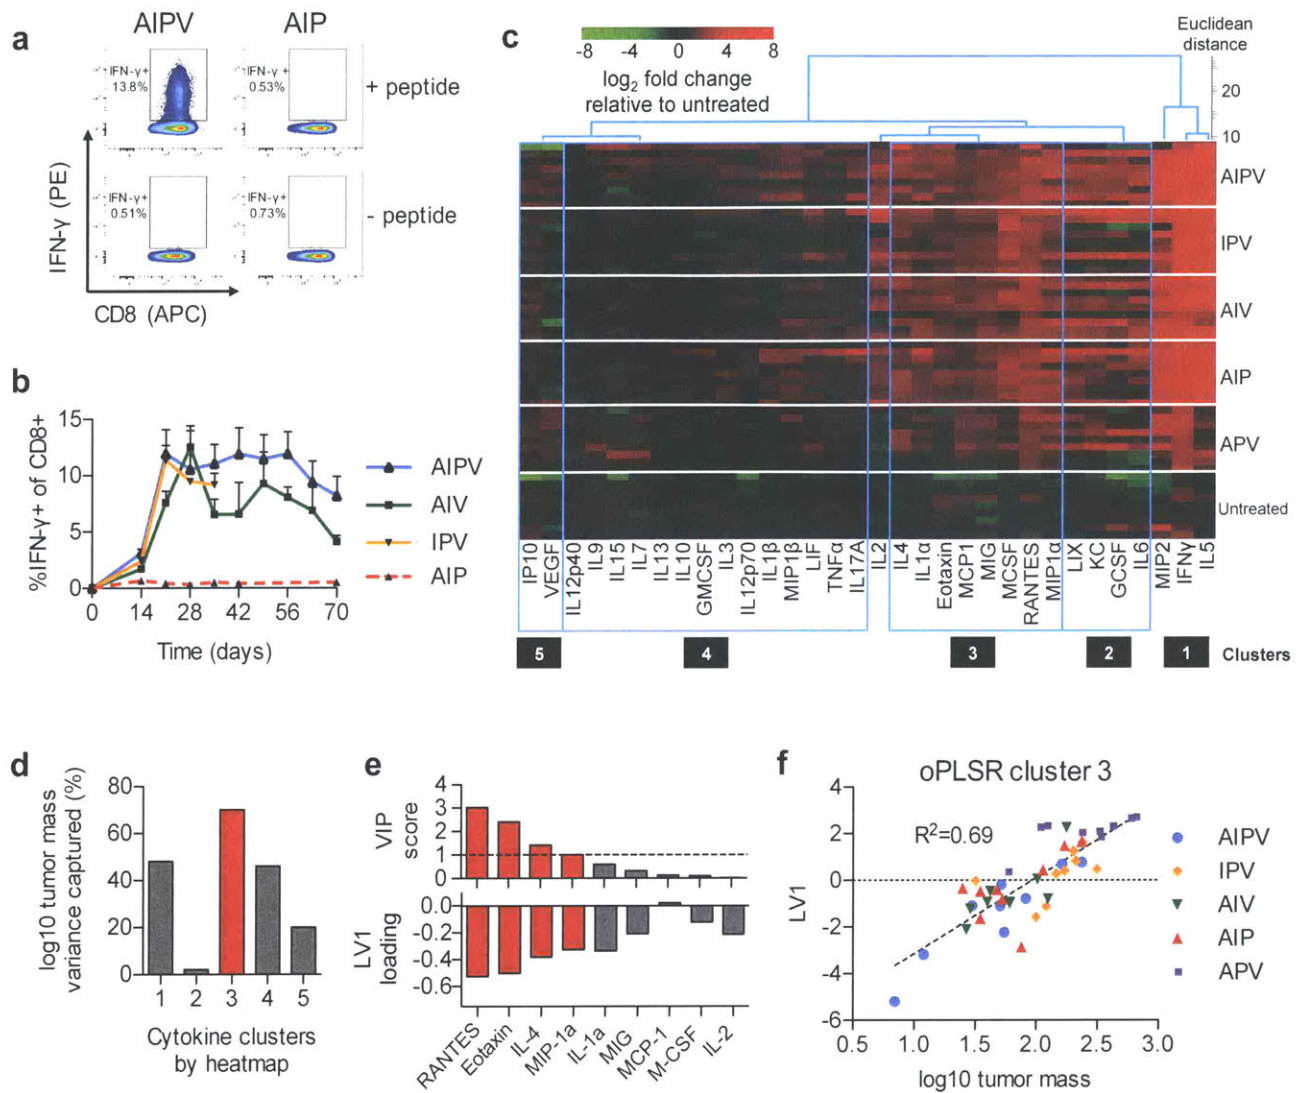 a
AIPV
AIP
IFN-γ+
13.8%
IFN-γ+
0.53%
+ peptide
IFN-γ+
0.51%
IFN-γ+
0.73%
- peptide
IFN-γ (PE)
CD8 (APC)
b
%IFN-γ+ of CD8+
15
10
5
0
0 14 28 42 56 70
Time (days)
AIPV
AIV
IPV
AIP
c
-8 -4 0 4 8
log2 fold change
relative to untreated
Euclidean
distance
20
10
AIPV
IPV
AIV
AIP
APV
Untreated
IP10
VEGF
IL12p40
IL9
IL15
IL7
IL13
IL10
GMCSF
IL3
IL12p70
IL1β
MIP1β
LIF
TNFα
IL17A
IL2
IL4
IL1α
Eotaxin
MCP1
MIG
MCSF
RANTES
MIP1α
LIX
KC
GCSF
IL6
MIP2
IFNγ
IL5
5 4 3 2 1 Clusters
d
log10 tumor mass
variance captured (%)
80
60
40
20
0
1 2 3 4 5
Cytokine clusters
by heatmap
e
VIP
score
4
3
2
1
0
LV1
loading
0.0
-0.2
-0.4
-0.6
RANTES
Eotaxin
IL-4
MIP-1a
IL-1a
MIG
MCP-1
M-CSF
IL-2
f
oPLSR cluster 3
R2=0.69
LV1
4
2
0
-2
-4
-6
0.5 1.0 1.5 2.0 2.5 3.0
log10 tumor mass
AIPV
IPV
AIV
AIP
APV